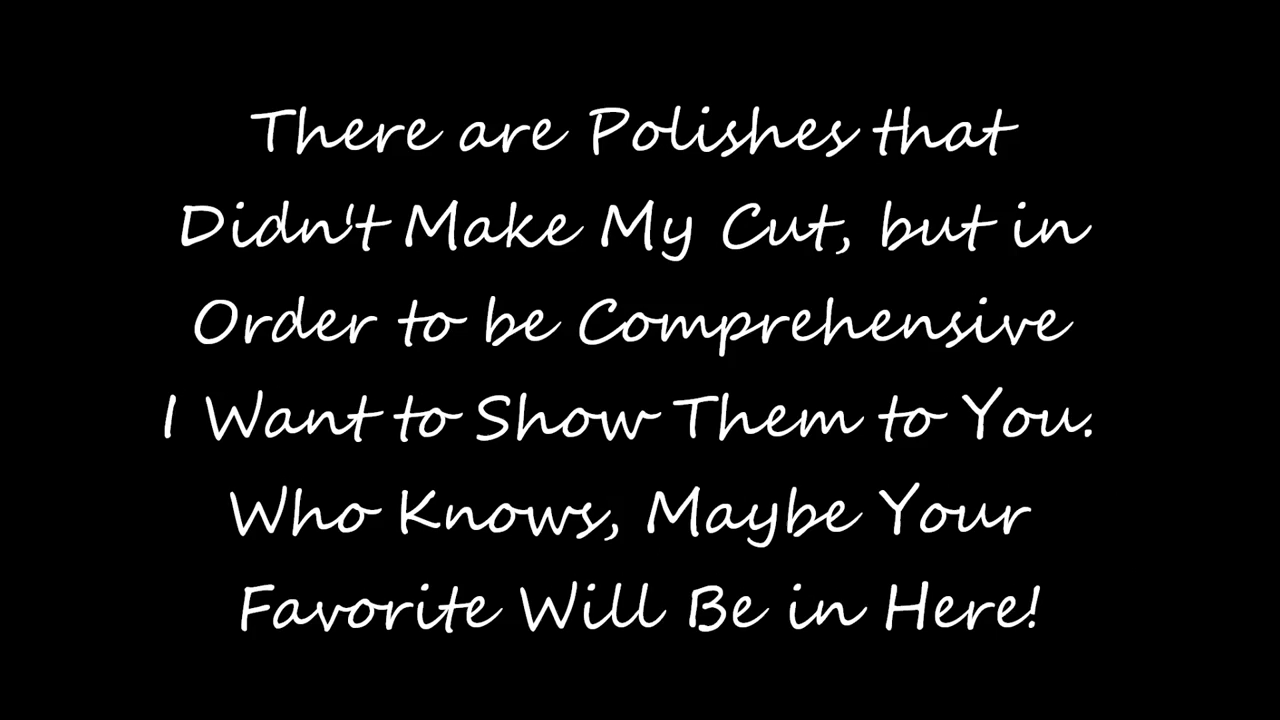 There are Polishes that
Didn't Make My Cut, but in
Order to be Comprehensive
I Want to Show Them to You.
Who Knows, Maybe Your
Favorite Will Be in Here!